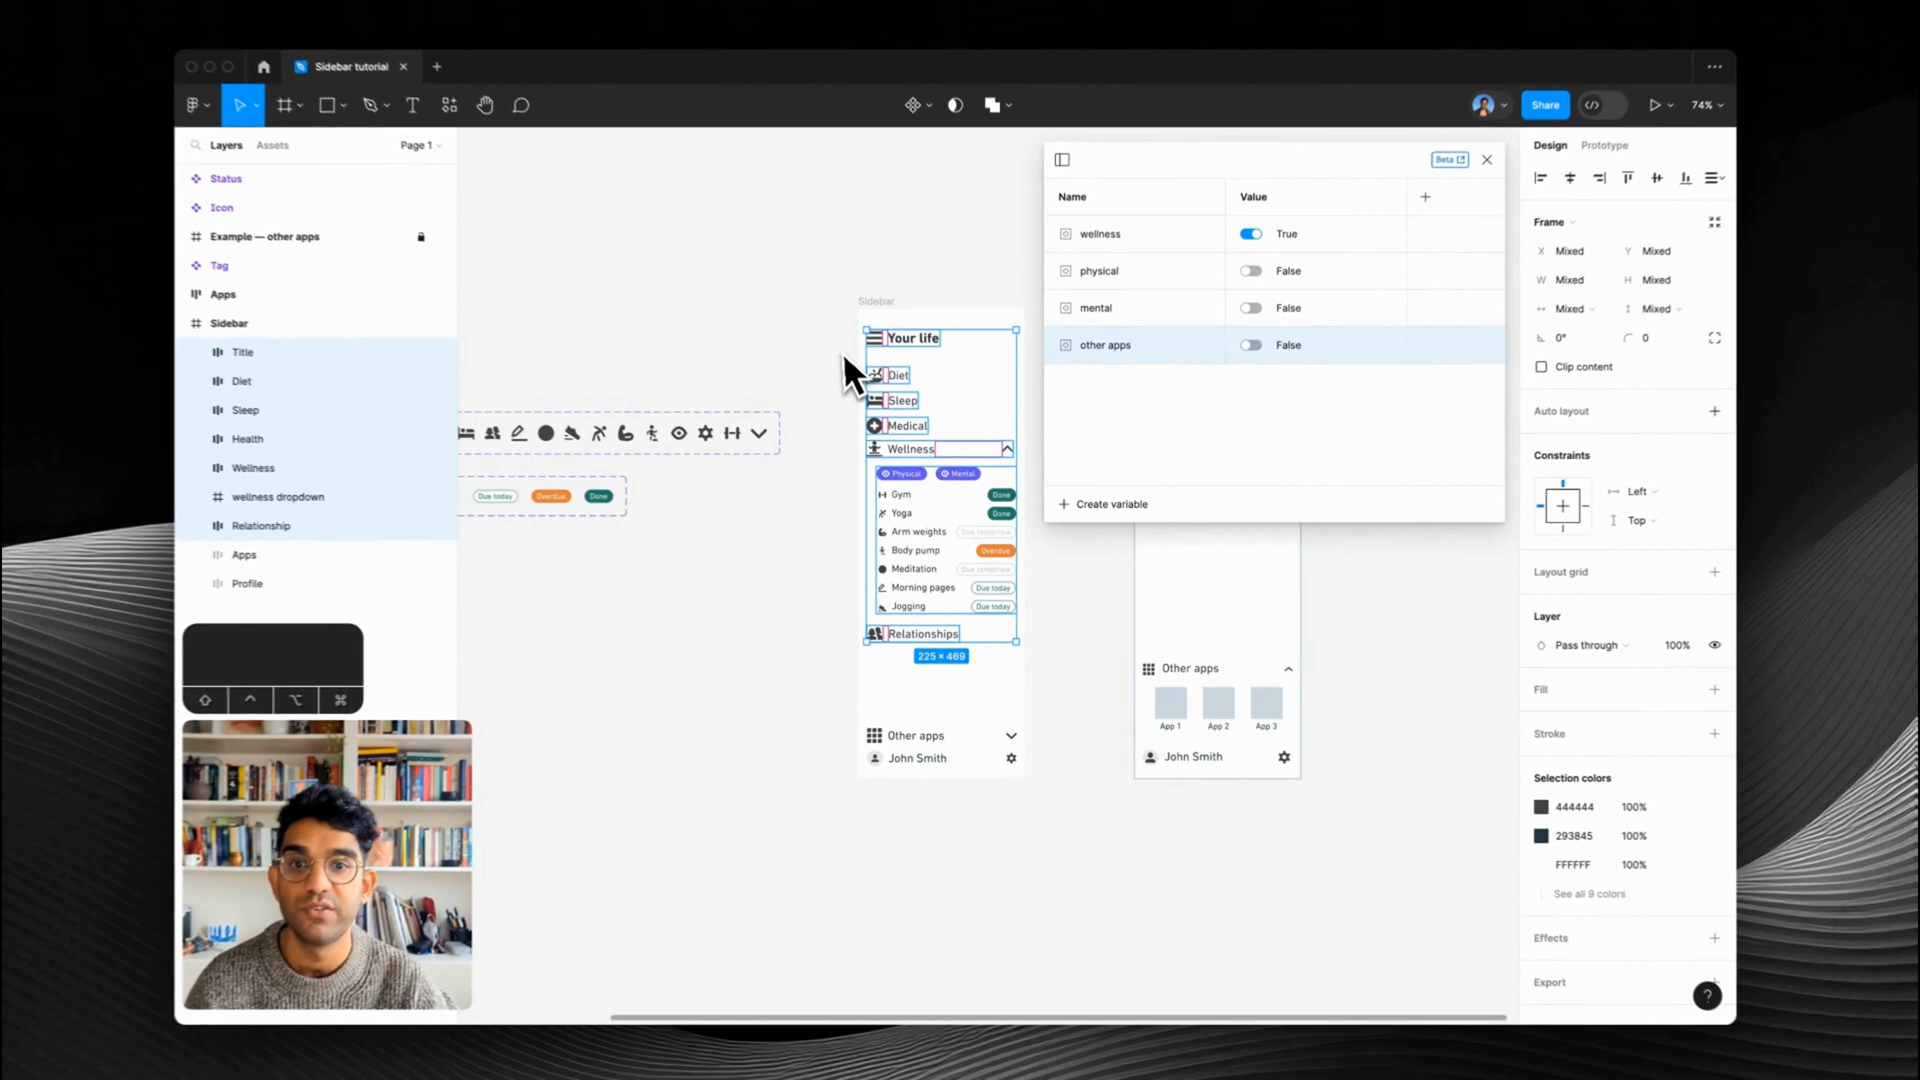 Sidebar tutorial
Share
74%
Layers
Assets
Page 1
Status
Icon
Example — other apps
Tag
Apps
Sidebar
Title
Diet
Sleep
Health
Wellness
wellness dropdown
Relationship
Apps
Profile
Due today
Overdue
Done
Sidebar
Your life
Diet
Sleep
Medical
Wellness
Physical
Mental
Gym
Done
Yoga
Done
Arm weights
Due tomorrow
Body pump
Overdue
Meditation
Due tomorrow
Morning pages
Due today
Jogging
Due today
Relationships
225 × 469
Other apps
John Smith
Beta
Name
Value
wellness
True
physical
False
mental
False
other apps
False
Create variable
Other apps
App 1
App 2
App 3
John Smith
Design
Prototype
Frame
X Mixed
Y Mixed
W Mixed
H Mixed
Mixed
Mixed
0°
0
Clip content
Auto layout
Constraints
Left
Top
Layout grid
Layer
Pass through
100%
Fill
Stroke
Selection colors
444444
100%
293845
100%
FFFFFF
100%
See all 9 colors
Effects
Export
?